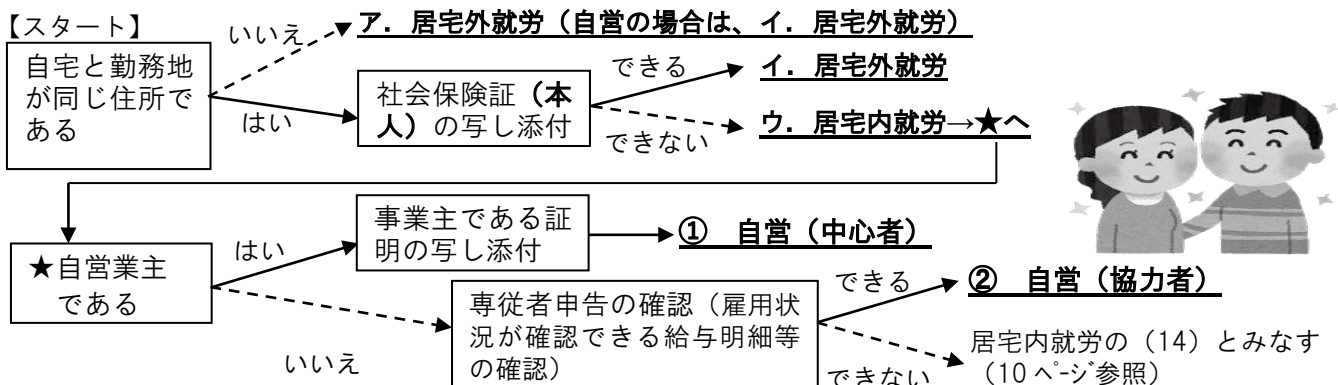 【スタート】
自宅と勤務地
が同じ住所で
ある
いいえ
はい
ア．居宅外就労（自営の場合は、イ．居宅外就労）
社会保険証（本
人）の写し添付
できる
できない
イ．居宅外就労
ウ．居宅内就労→★へ
★自営業主
である
はい
いいえ
事業主である証
明の写し添付
①　自営（中心者）
専従者申告の確認（雇用状
況が確認できる給与明細等
の確認）
できる
できない
②　自営（協力者）
居宅内就労の（14）とみなす
（10 ﾍﾟｰｼﾞ参照）